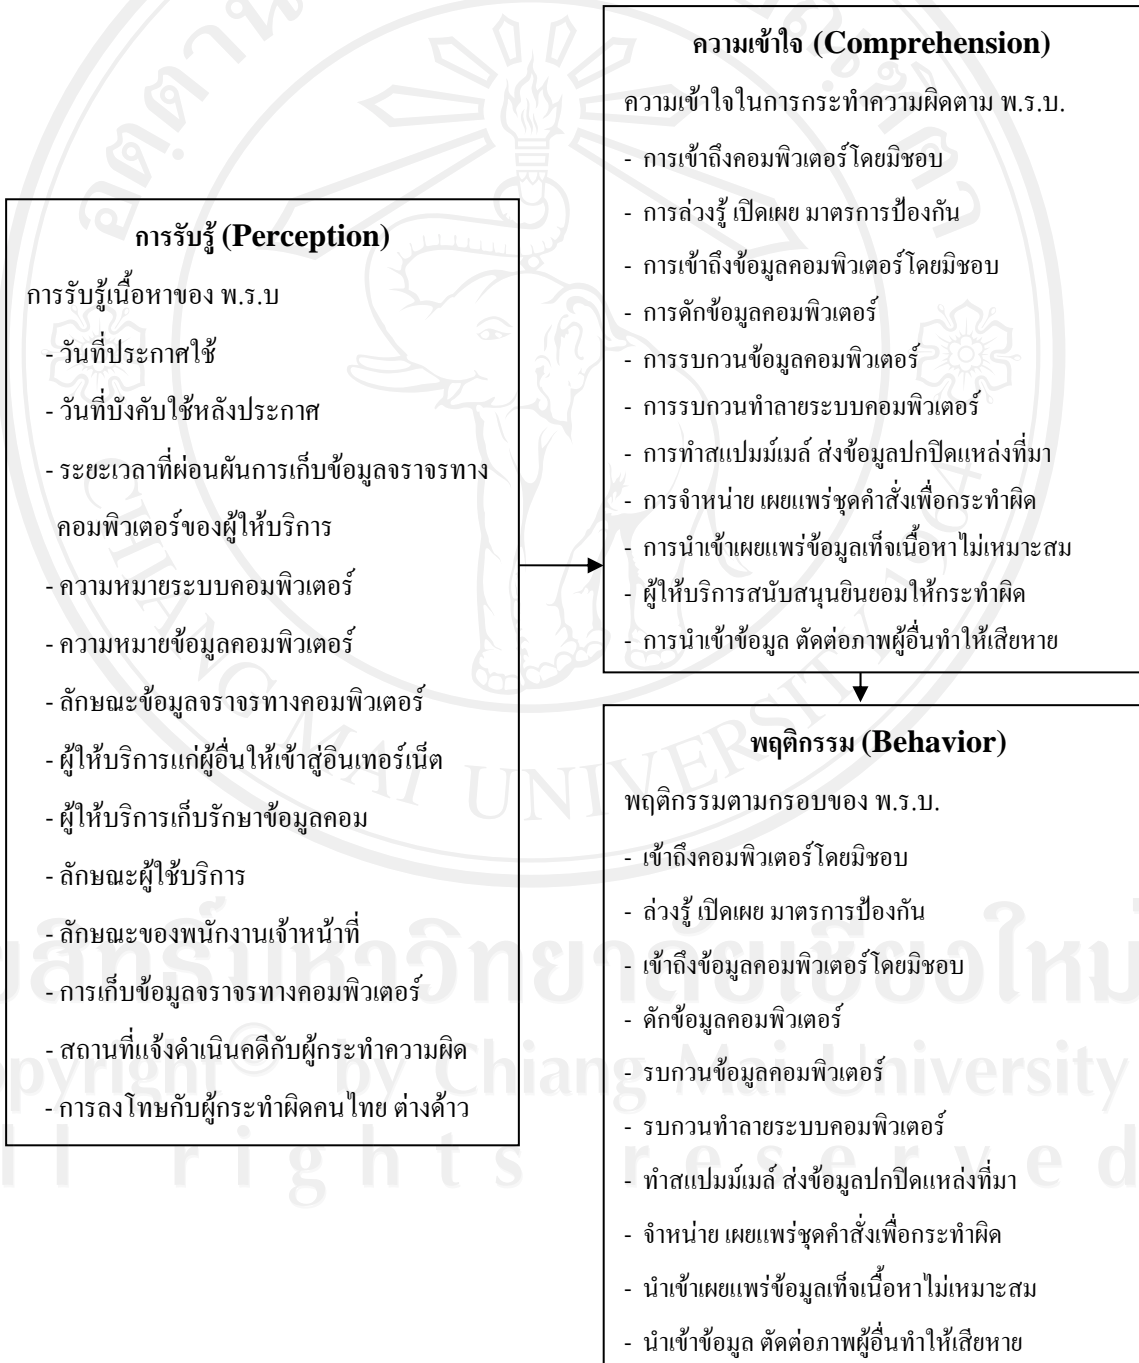 การรับรู้ (Perception)
การรับรู้เนื้อหาของ พ.ร.บ
- วันที่ประกาศใช้
- วันที่บังคับใช้หลังประกาศ
- ระยะเวลาที่ผ่อนผันการเก็บข้อมูลจราจรทาง
คอมพิวเตอร์ของผู้ให้บริการ
- ความหมายระบบคอมพิวเตอร์
- ความหมายข้อมูลคอมพิวเตอร์
- ลักษณะข้อมูลจราจรทางคอมพิวเตอร์
- ผู้ให้บริการแก่ผู้อื่นให้เข้าสู่อินเทอร์เน็ต
- ผู้ให้บริการเก็บรักษาข้อมูลคอม
- ลักษณะผู้ใช้บริการ
- ลักษณะของพนักงานเจ้าหน้าที่
- การเก็บข้อมูลจราจรทางคอมพิวเตอร์
- สถานที่แจ้งดำเนินคดีกับผู้กระทำความผิด
- การลงโทษกับผู้กระทำผิดคนไทย ต่างด้าว
ความเข้าใจ (Comprehension)
ความเข้าใจในการกระทำความผิดตาม พ.ร.บ.
- การเข้าถึงคอมพิวเตอร์โดยมิชอบ
- การล่วงรู้ เปิดเผย มาตรการป้องกัน
- การเข้าถึงข้อมูลคอมพิวเตอร์โดยมิชอบ
- การดักข้อมูลคอมพิวเตอร์
- การรบกวนข้อมูลคอมพิวเตอร์
- การรบกวนทำลายระบบคอมพิวเตอร์
- การทำสแปมม์เมล์ ส่งข้อมูลปกปิดแหล่งที่มา
- การจำหน่าย เผยแพร่ชุดคำสั่งเพื่อกระทำผิด
- การนำเข้าเผยแพร่ข้อมูลเท็จเนื้อหาไม่เหมาะสม
- ผู้ให้บริการสนับสนุนยินยอมให้กระทำผิด
- การนำเข้าข้อมูล ตัดต่อภาพผู้อื่นทำให้เสียหาย
พฤติกรรม (Behavior)
พฤติกรรมตามกรอบของ พ.ร.บ.
- เข้าถึงคอมพิวเตอร์โดยมิชอบ
- ล่วงรู้ เปิดเผย มาตรการป้องกัน
- เข้าถึงข้อมูลคอมพิวเตอร์โดยมิชอบ
- ดักข้อมูลคอมพิวเตอร์
- รบกวนข้อมูลคอมพิวเตอร์
- รบกวนทำลายระบบคอมพิวเตอร์
- ทำสแปมม์เมล์ ส่งข้อมูลปกปิดแหล่งที่มา
- จำหน่าย เผยแพร่ชุดคำสั่งเพื่อกระทำผิด
- นำเข้าเผยแพร่ข้อมูลเท็จเนื้อหาไม่เหมาะสม
- นำเข้าข้อมูล ตัดต่อภาพผู้อื่นทำให้เสียหาย
CHIANG MAI UNIVERSITY 1964
by Chiang Mai University
rights reserved